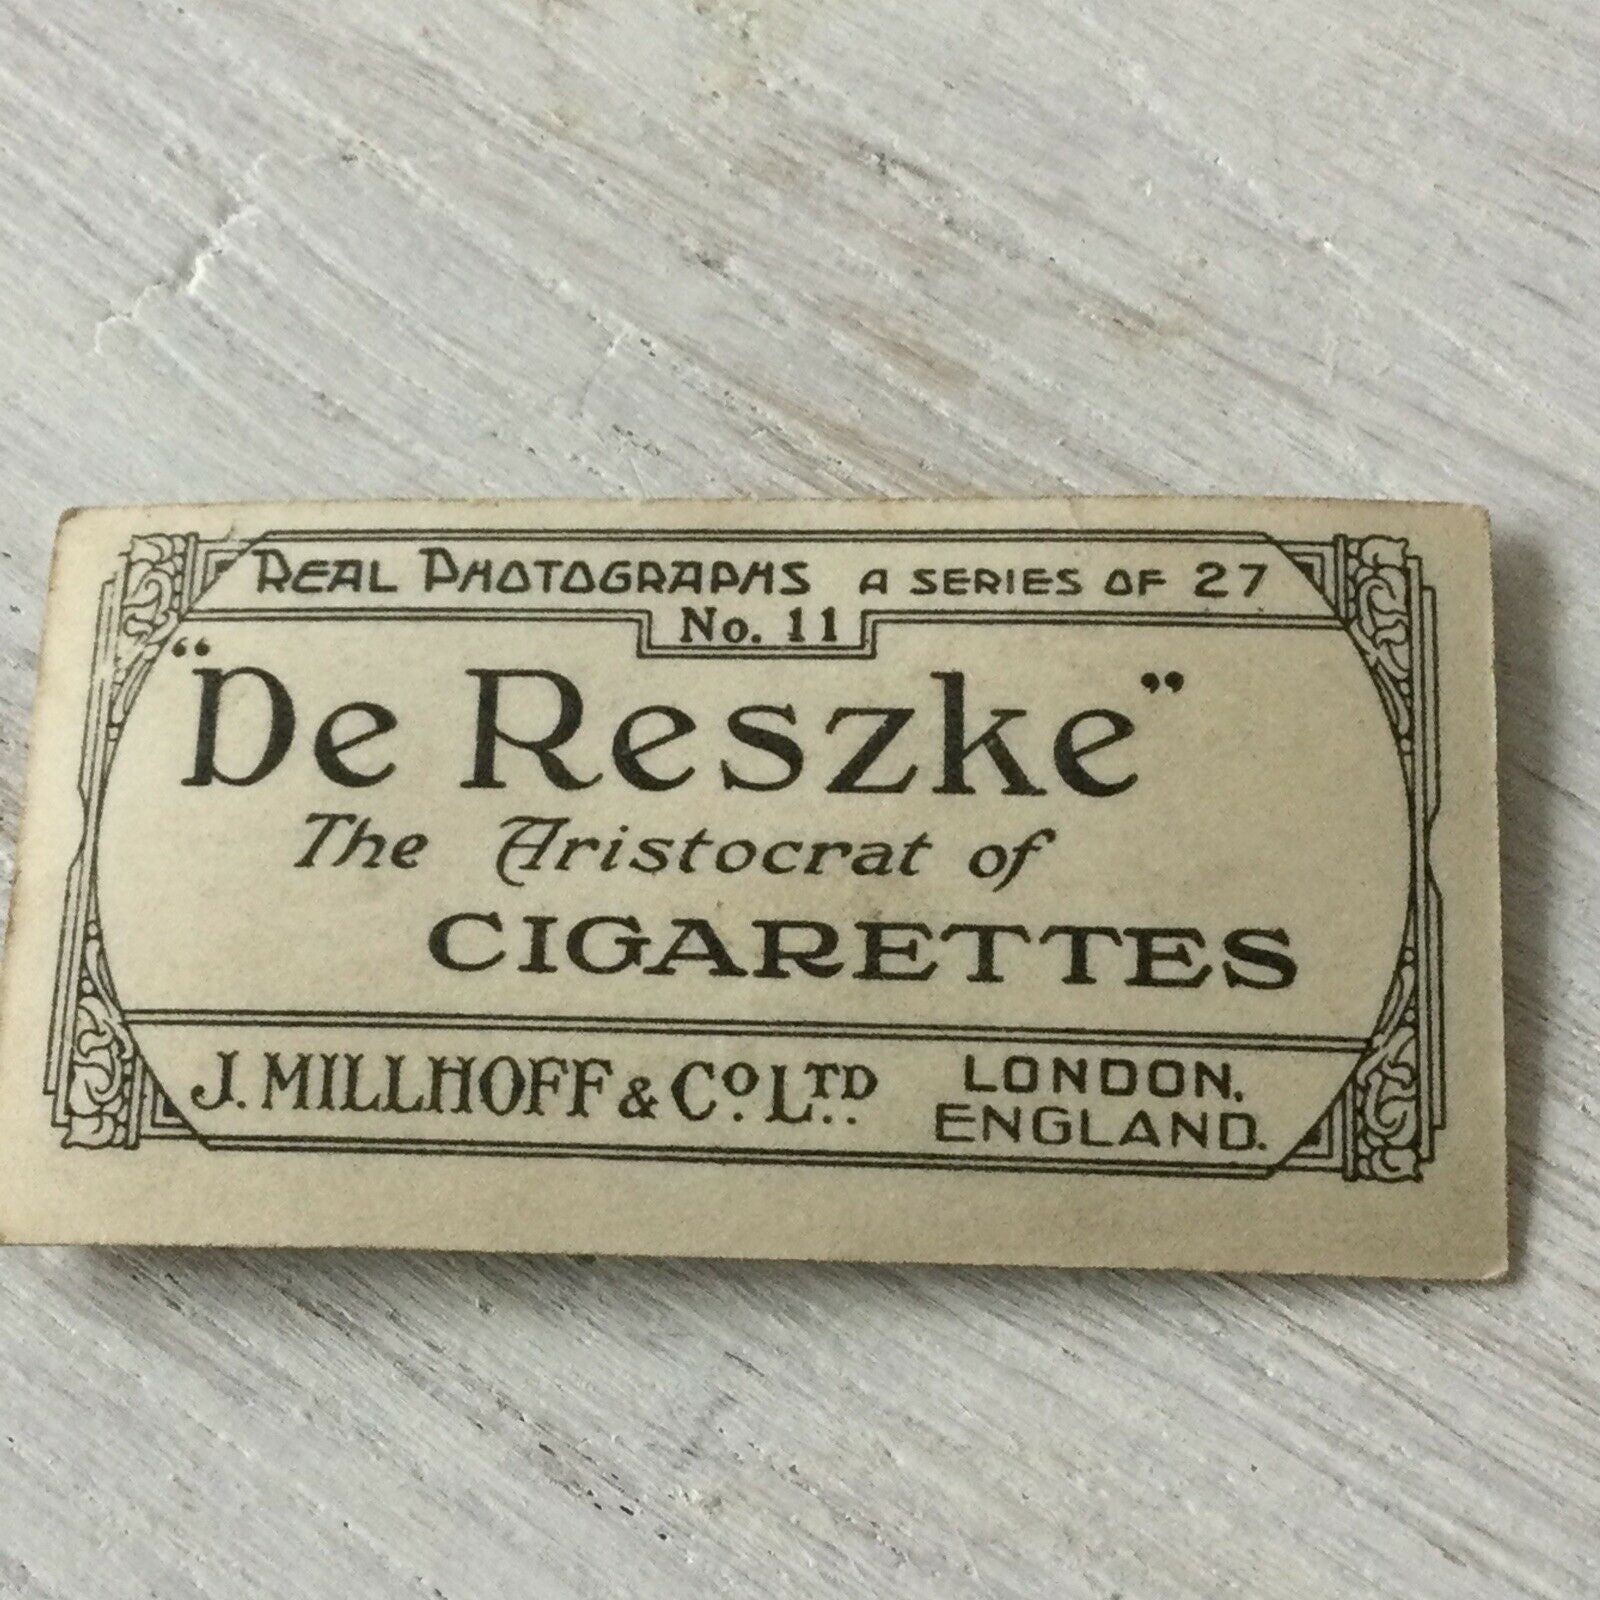 REAL PHOTOGRAPHS A SERIES OF 27
No. 11
"De Reszke"
The Aristocrat of
CIGARETTES
J. MILLHOFF & Co. LTD. LONDON,
ENGLAND.